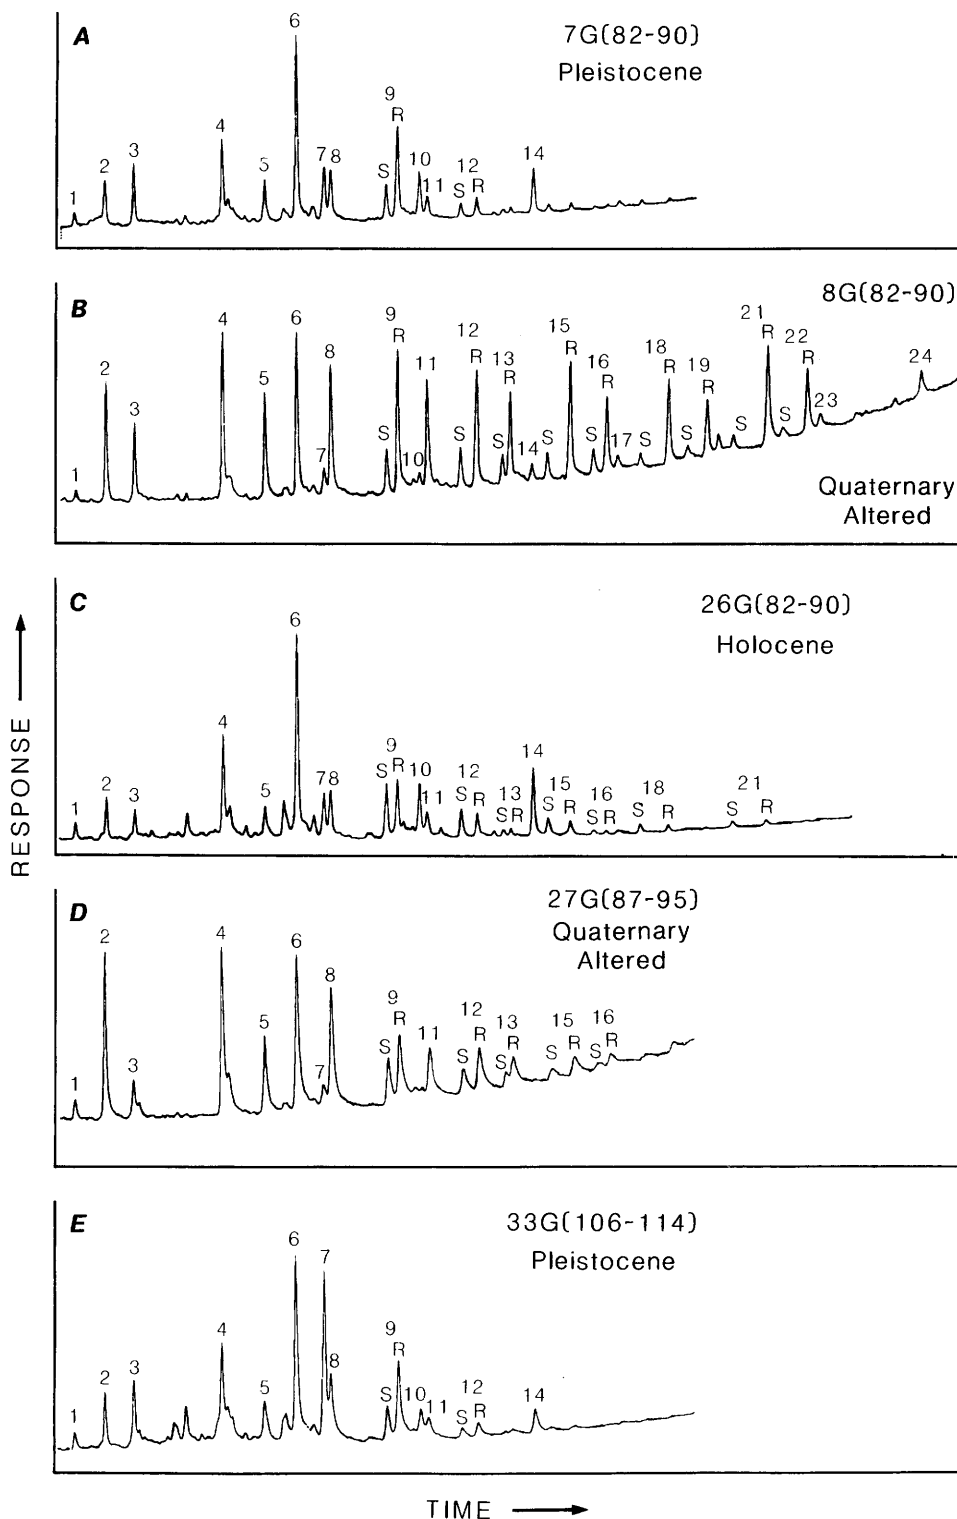 A
7G(82-90)
Pleistocene
1 2 3 4 5 6 7 8 S 9 R 10 11 S 12 R 14
B
8G(82-90)
1 2 3 4 5 6 7 8 S 9 R 10 11 S 12 R S 13 R 14 S 15 R S 16 R 17 S 18 R S 19 R S 21 R S 22 R 23 24
Quaternary
Altered
C
26G(82-90)
Holocene
1 2 3 4 5 6 7 8 S 9 R 10 11 S 12 R S 13 R 14 S 15 R S 16 R S 18 R S 21 R
D
27G(87-95)
Quaternary
Altered
1 2 3 4 5 6 7 8 S 9 R 11 S 12 R S 13 R S 15 R S 16 R
E
33G(106-114)
Pleistocene
1 2 3 4 5 6 7 8 S 9 R 10 11 S 12 R 14
RESPONSE
TIME